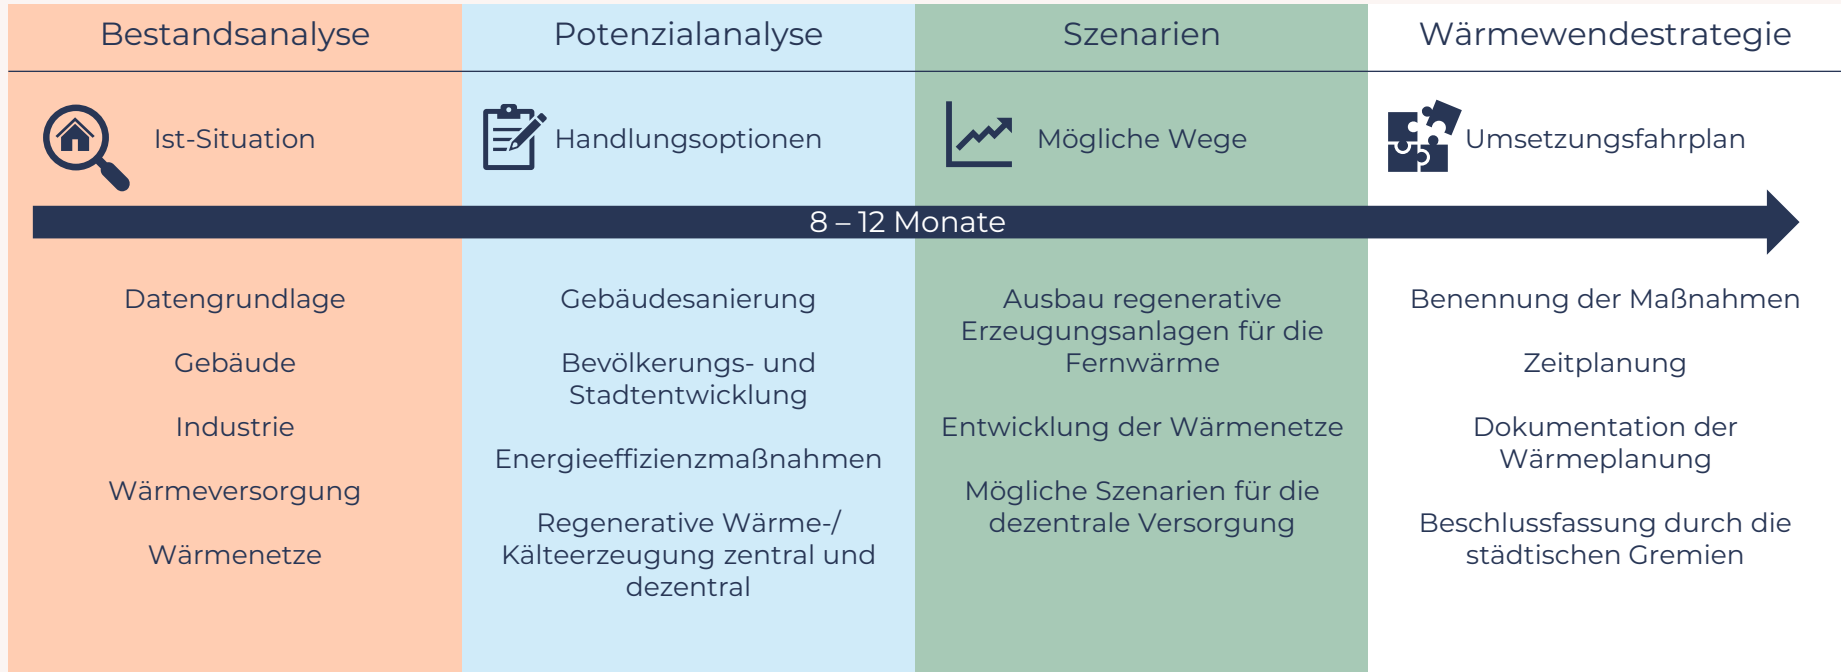 Bestandsanalyse
Potenzialanalyse
Szenarien
Wärmewendestrategie
Ist-Situation
Handlungsoptionen
Mögliche Wege
Umsetzungsfahrplan
8 – 12 Monate
Datengrundlage
Gebäude
Industrie
Wärmeversorgung
Wärmenetze
Gebäudesanierung
Bevölkerungs- und
Stadtentwicklung
Energieeffizienzmaßnahmen
Regenerative Wärme-/
Kälteerzeugung zentral und
dezentral
Ausbau regenerative
Erzeugungsanlagen für die
Fernwärme
Entwicklung der Wärmenetze
Mögliche Szenarien für die
dezentrale Versorgung
Benennung der Maßnahmen
Zeitplanung
Dokumentation der
Wärmeplanung
Beschlussfassung durch die
städtischen Gremien